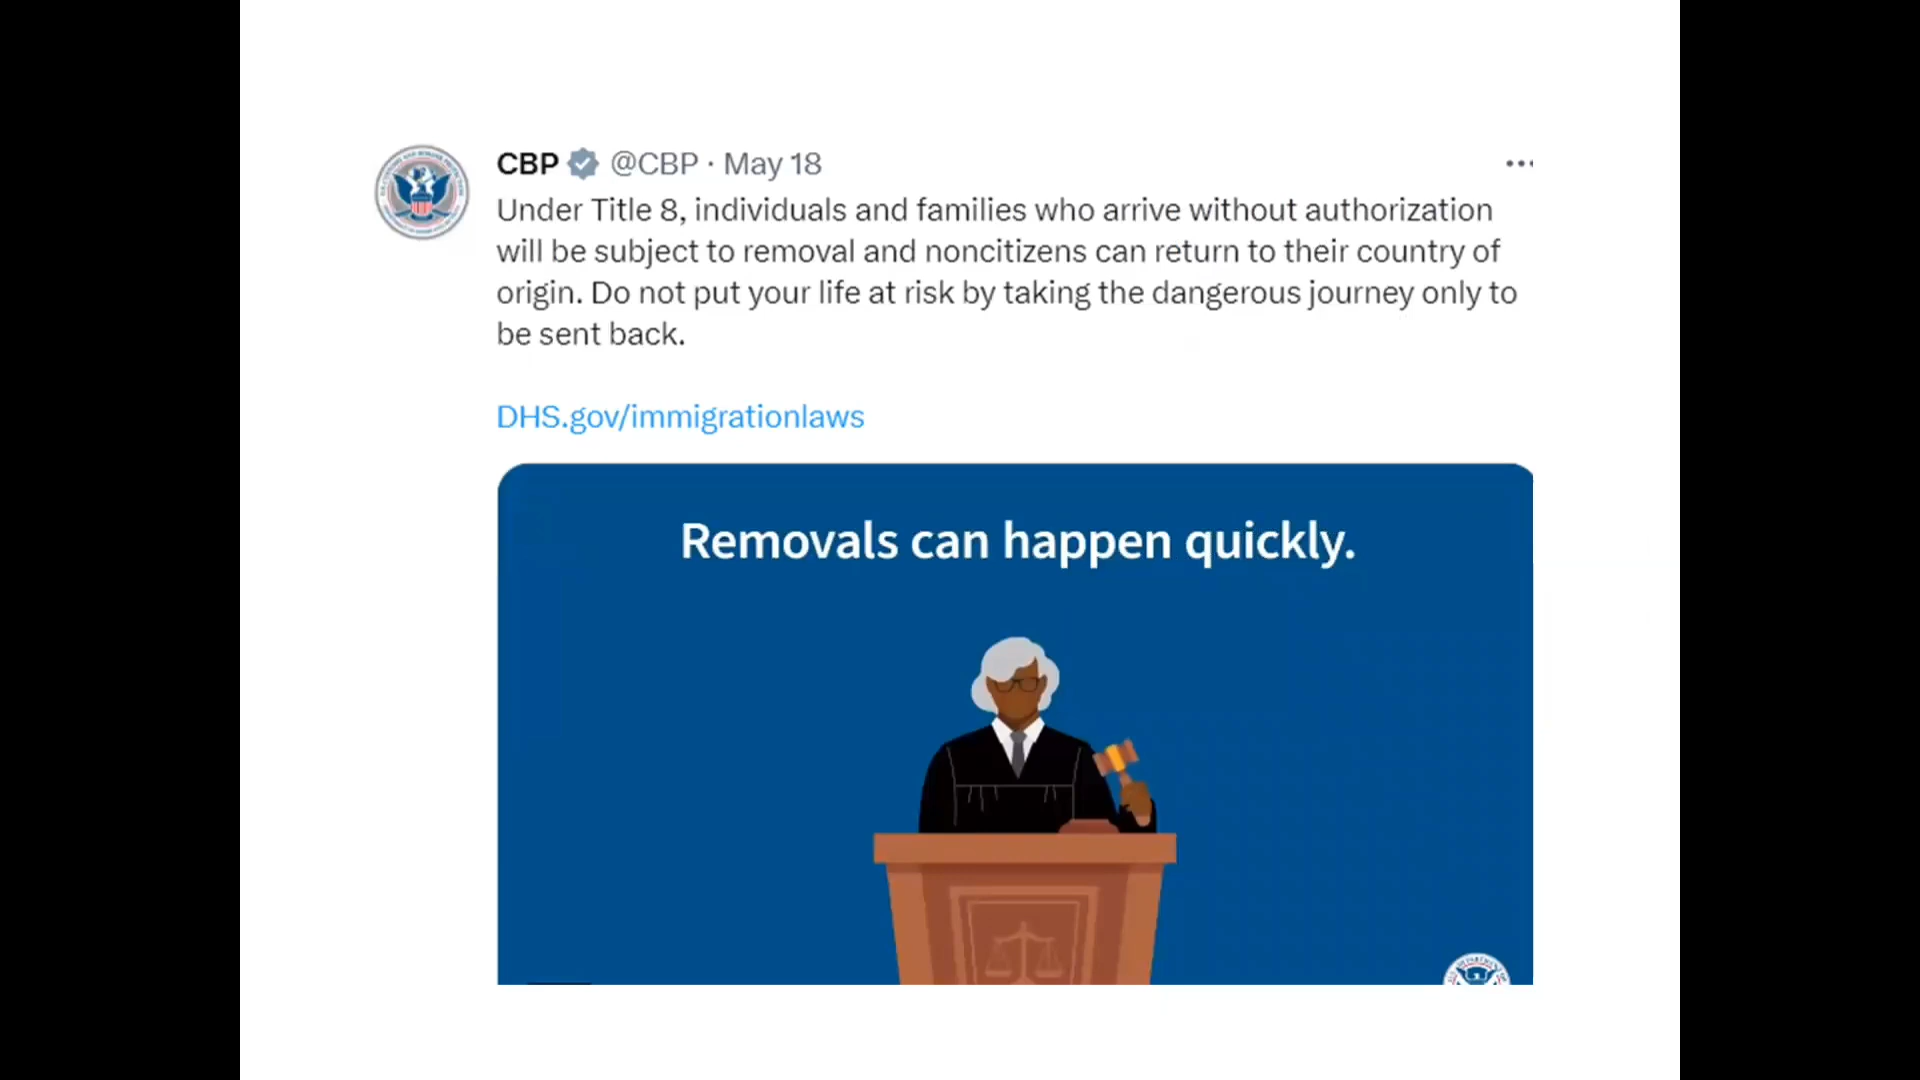 CBP @CBP · May 18
Under Title 8, individuals and families who arrive without authorization
will be subject to removal and noncitizens can return to their country of
origin. Do not put your life at risk by taking the dangerous journey only to
be sent back.
DHS.gov/immigrationlaws
Removals can happen quickly.